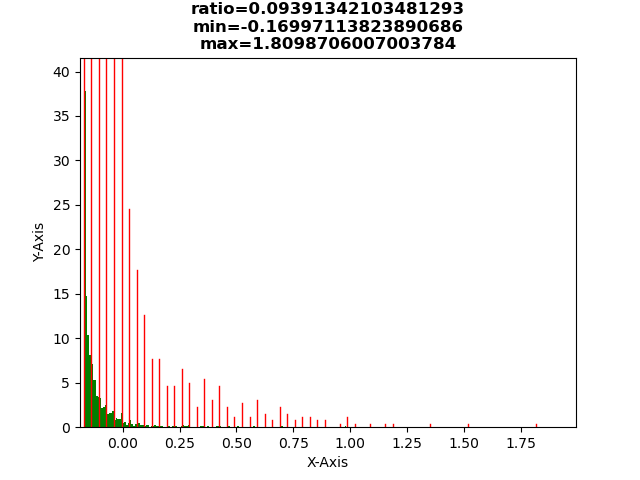 ratio=0.09391342103481293
min=-0.16997113823890686
max=1.8098706007003784
40
35
30
25
20
15
10
5
0
Y-Axis
0.00 0.25 0.50 0.75 1.00 1.25 1.50 1.75
X-Axis